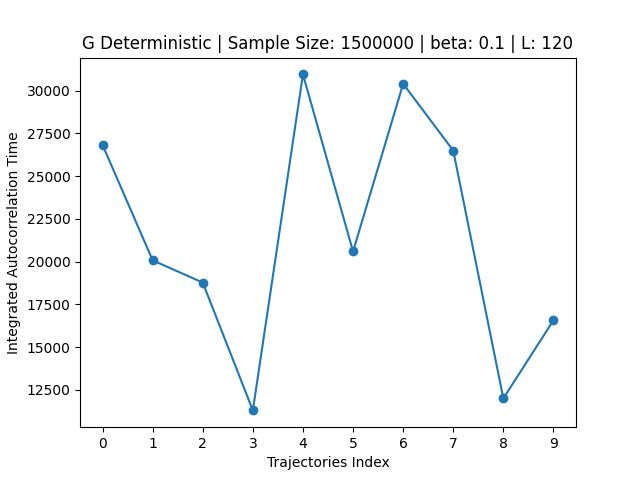 G Deterministic | Sample Size: 1500000 | beta: 0.1 | L: 120
Integrated Autocorrelation Time
30000
27500
25000
22500
20000
17500
15000
12500
0 1 2 3 4 5 6 7 8 9
Trajectories Index